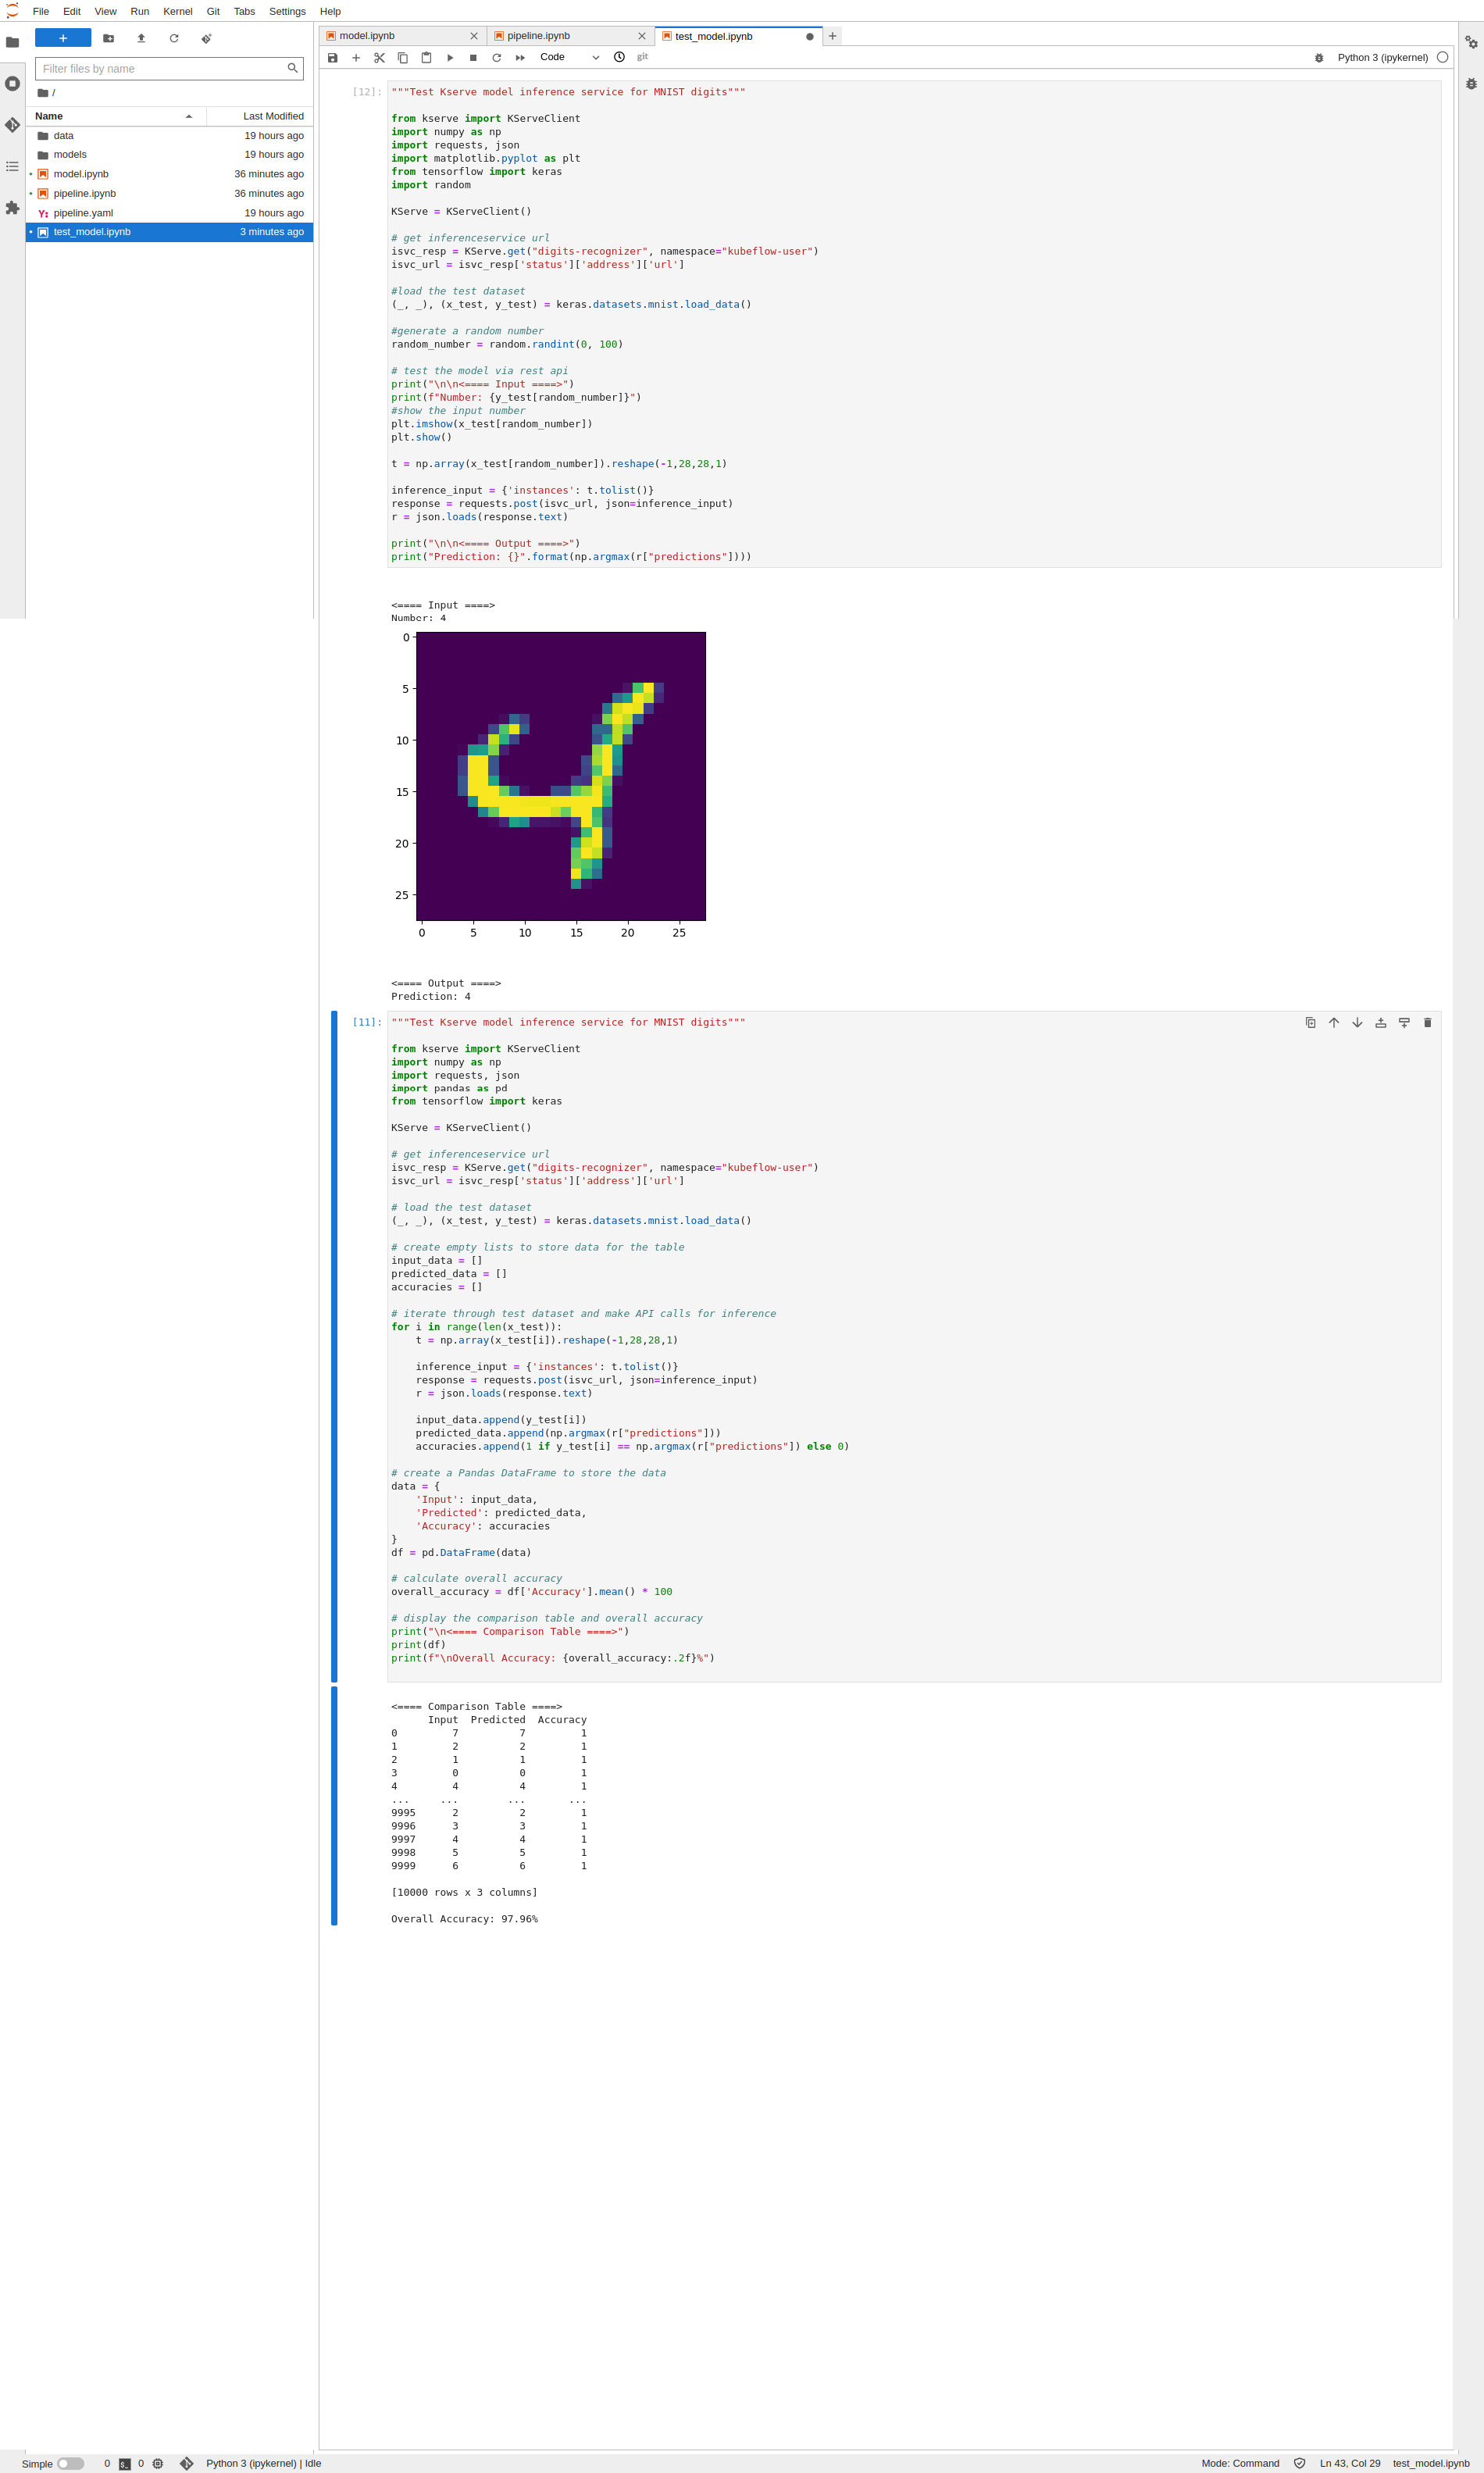 File Edit View Run Kernel Git Tabs Settings Help
Filter files by name
/
Name Last Modified
data 19 hours ago
models 19 hours ago
model.ipynb 36 minutes ago
pipeline.ipynb 36 minutes ago
Y: pipeline.yaml 19 hours ago
test_model.ipynb 3 minutes ago
model.ipynb pipeline.ipynb test_model.ipynb
Code git Python 3 (ipykernel)
[12]: """Test Kserve model inference service for MNIST digits"""
from kserve import KServeClient
import numpy as np
import requests, json
import matplotlib.pyplot as plt
from tensorflow import keras
import random
KServe = KServeClient()
# get inferenceservice url
isvc_resp = KServe.get("digits-recognizer", namespace="kubeflow-user")
isvc_url = isvc_resp['status']['address']['url']
#load the test dataset
(_, _), (x_test, y_test) = keras.datasets.mnist.load_data()
#generate a random number
random_number = random.randint(0, 100)
# test the model via rest api
print("\n\n<==== Input ====>")
print(f"Number: {y_test[random_number]}")
#show the input number
plt.imshow(x_test[random_number])
plt.show()
t = np.array(x_test[random_number]).reshape(-1,28,28,1)
inference_input = {'instances': t.tolist()}
response = requests.post(isvc_url, json=inference_input)
r = json.loads(response.text)
print("\n\n<==== Output ====>")
print("Prediction: {}".format(np.argmax(r["predictions"])))
<==== Input ====>
Number: 4
0
5
10
15
20
25
0 5 10 15 20 25
<==== Output ====>
Prediction: 4
[11]: """Test Kserve model inference service for MNIST digits"""
from kserve import KServeClient
import numpy as np
import requests, json
import pandas as pd
from tensorflow import keras
KServe = KServeClient()
# get inferenceservice url
isvc_resp = KServe.get("digits-recognizer", namespace="kubeflow-user")
isvc_url = isvc_resp['status']['address']['url']
# load the test dataset
(_, _), (x_test, y_test) = keras.datasets.mnist.load_data()
# create empty lists to store data for the table
input_data = []
predicted_data = []
accuracies = []
# iterate through test dataset and make API calls for inference
for i in range(len(x_test)):
    t = np.array(x_test[i]).reshape(-1,28,28,1)
    inference_input = {'instances': t.tolist()}
    response = requests.post(isvc_url, json=inference_input)
    r = json.loads(response.text)
    input_data.append(y_test[i])
    predicted_data.append(np.argmax(r["predictions"]))
    accuracies.append(1 if y_test[i] == np.argmax(r["predictions"]) else 0)
# create a Pandas DataFrame to store the data
data = {
    'Input': input_data,
    'Predicted': predicted_data,
    'Accuracy': accuracies
}
df = pd.DataFrame(data)
# calculate overall accuracy
overall_accuracy = df['Accuracy'].mean() * 100
# display the comparison table and overall accuracy
print("\n<==== Comparison Table ====>")
print(df)
print(f"\nOverall Accuracy: {overall_accuracy:.2f}%")
<==== Comparison Table ====>
Input Predicted Accuracy
0 7 7 1
1 2 2 1
2 1 1 1
3 0 0 1
4 4 4 1
... ... ... ...
9995 2 2 1
9996 3 3 1
9997 4 4 1
9998 5 5 1
9999 6 6 1
[10000 rows x 3 columns]
Overall Accuracy: 97.96%
Simple 0 $_ 0 Python 3 (ipykernel) | Idle Mode: Command Ln 43, Col 29 test_model.ipynb